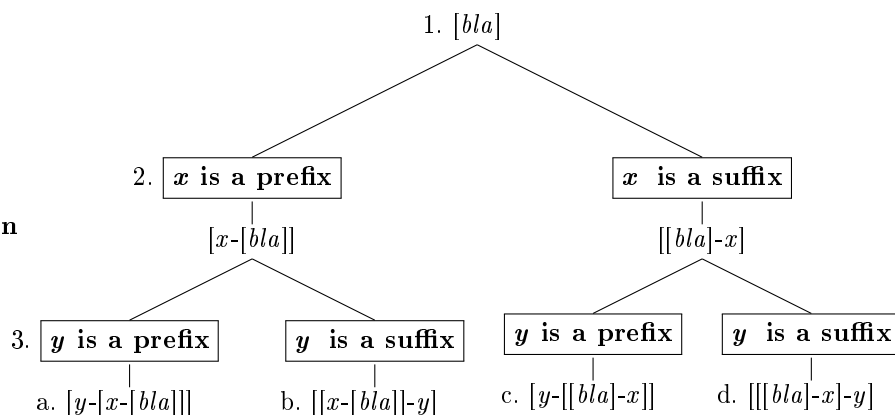 1. [bla]
2. x is a prefix x is a suffix
n
[x-[bla]] [[bla]-x]
3. y is a prefix y is a suffix y is a prefix y is a suffix
a. [y-[x-[bla]]] b. [[x-[bla]]-y] c. [y-[[bla]-x]] d. [[[bla]-x]-y]